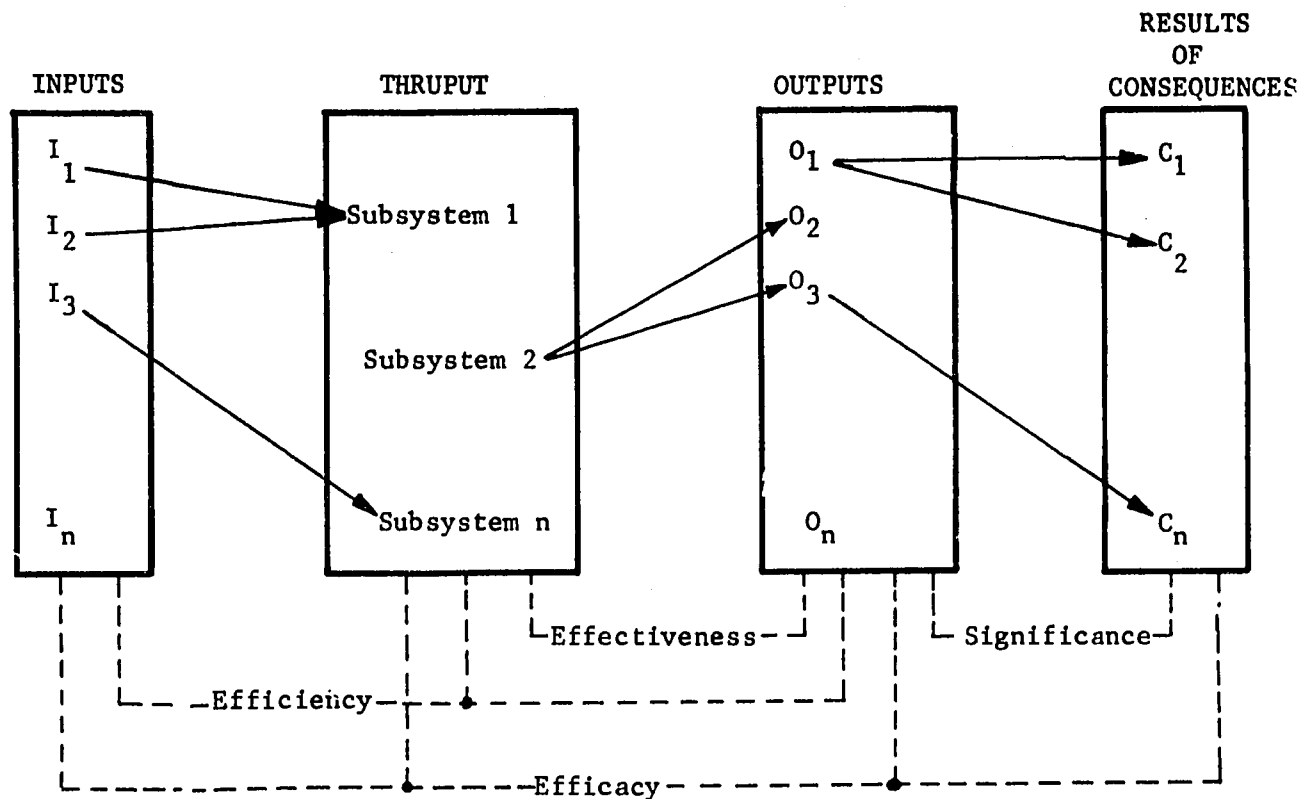 RESULTS
OF
CONSEQUENCES
INPUTS
THRUPUT
OUTPUTS
I1
I2
I3
In
Subsystem 1
Subsystem 2
Subsystem n
O1
O2
O3
On
C1
C2
Cn
Effectiveness
Significance
Efficiency
Efficacy